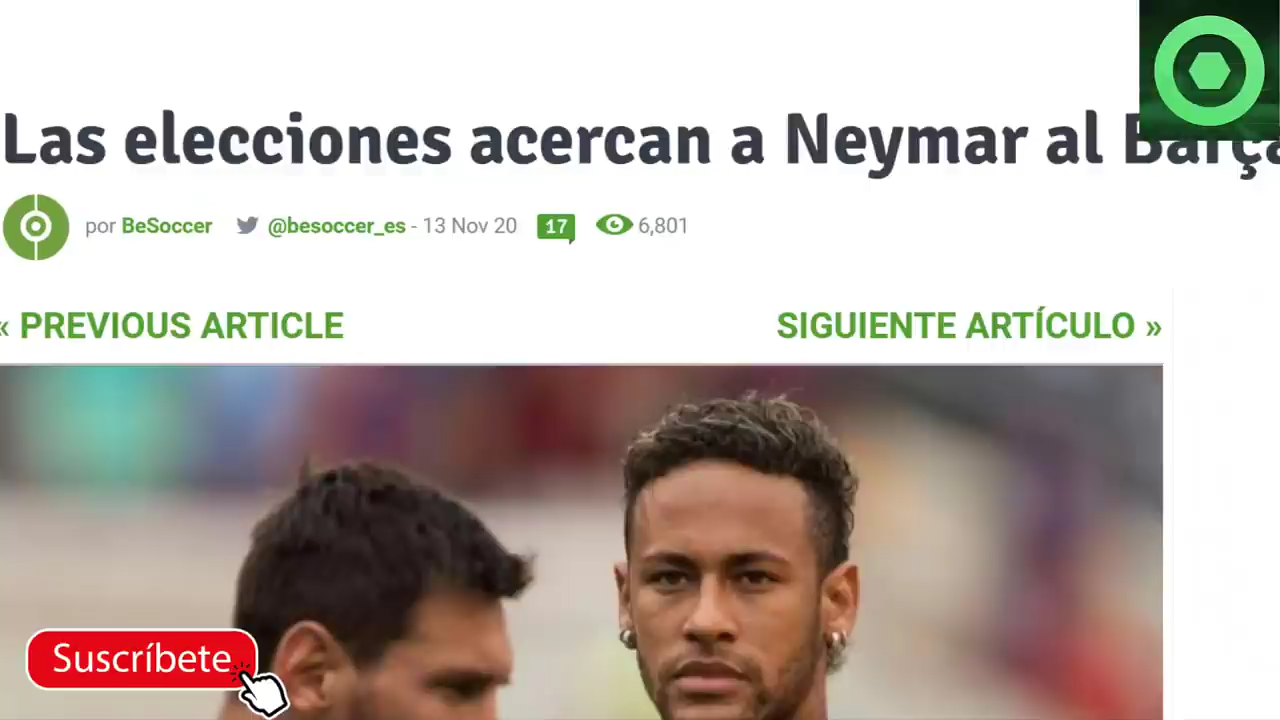 Las elecciones acercan a Neymar al Barça
por BeSoccer @besoccer_es - 13 Nov 20 17 6,801
« PREVIOUS ARTICLE SIGUIENTE ARTÍCULO »
Suscríbete